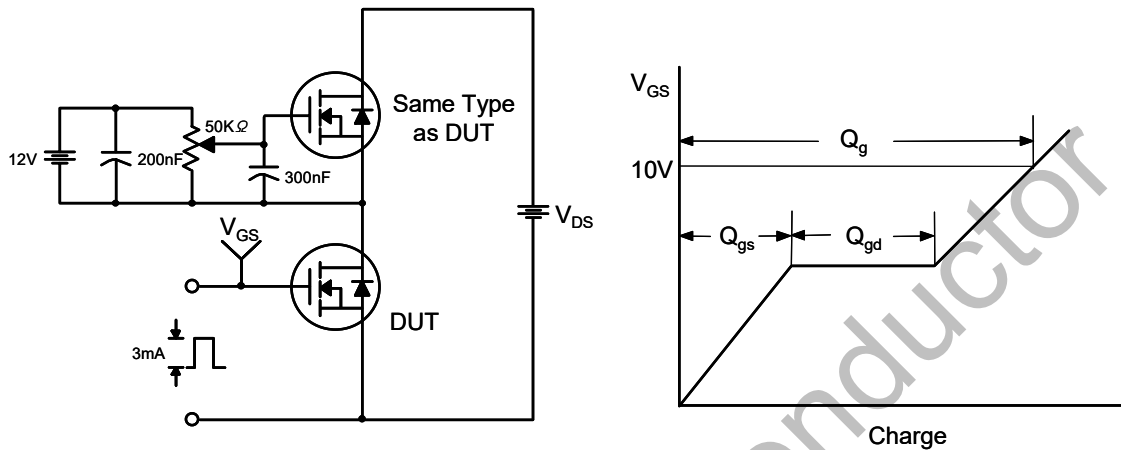 12V
200nF
50KΩ
300nF
Same Type
as DUT
V_DS
V_GS
DUT
3mA
V_GS
10V
Q_g
Q_gs
Q_gd
Charge